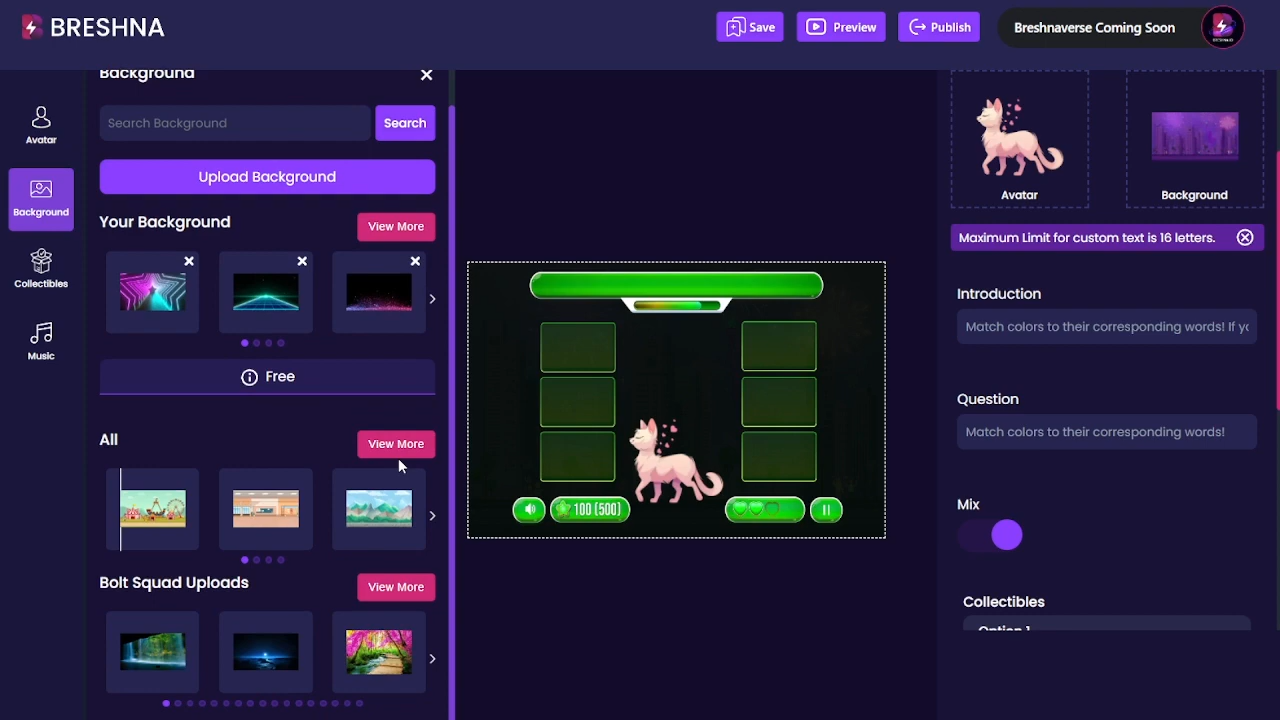 BRESHNA
Save
Preview
Publish
Breshnaverse Coming Soon
Avatar
Background
Collectibles
Music
Background
Search Background
Search
Upload Background
Your Background
View More
Free
All
View More
Bolt Squad Uploads
View More
100 (500)
Avatar
Background
Maximum Limit for custom text is 16 letters.
Introduction
Match colors to their corresponding words! If yo
Question
Match colors to their corresponding words!
Mix
Collectibles
Option 1